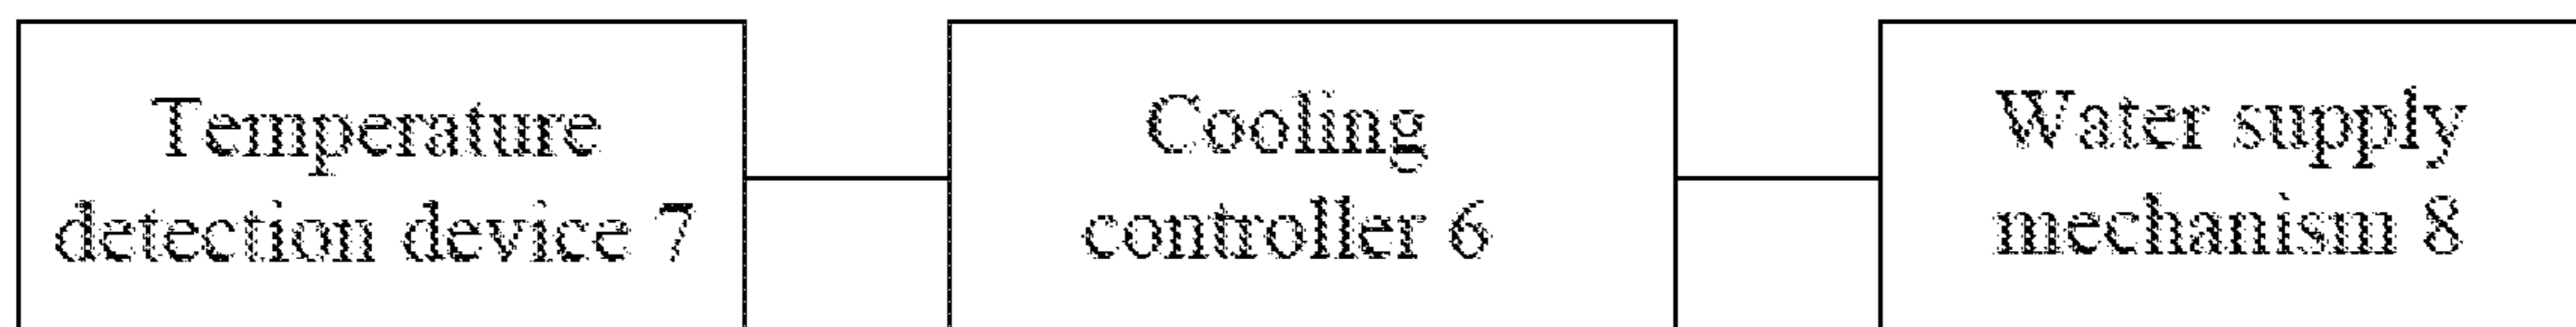 Temperature
detection device 7
Cooling
controller 6
Water supply
mechanism 8